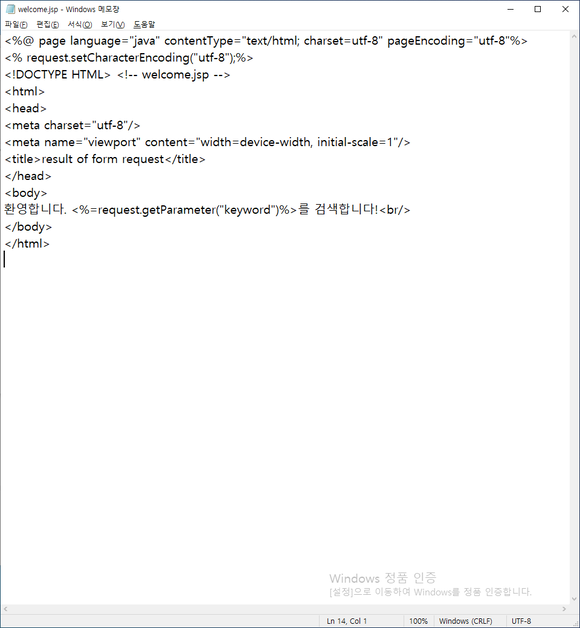 welcome.jsp - Windows 메모장
파일(F) 편집(E) 서식(O) 보기(V) 도움말
<%@ page language="java" contentType="text/html; charset=utf-8" pageEncoding="utf-8"%>
<% request.setCharacterEncoding("utf-8");%>
<!DOCTYPE HTML> <!-- welcome.jsp -->
<html>
<head>
<meta charset="utf-8"/>
<meta name="viewport" content="width=device-width, initial-scale=1"/>
<title>result of form request</title>
</head>
<body>
환영합니다. <%=request.getParameter("keyword")%>를 검색합니다!<br/>
</body>
</html>
Windows 정품 인증
[설정]으로 이동하여 Windows를 정품 인증합니다.
Ln 14, Col 1 100% Windows (CRLF) UTF-8